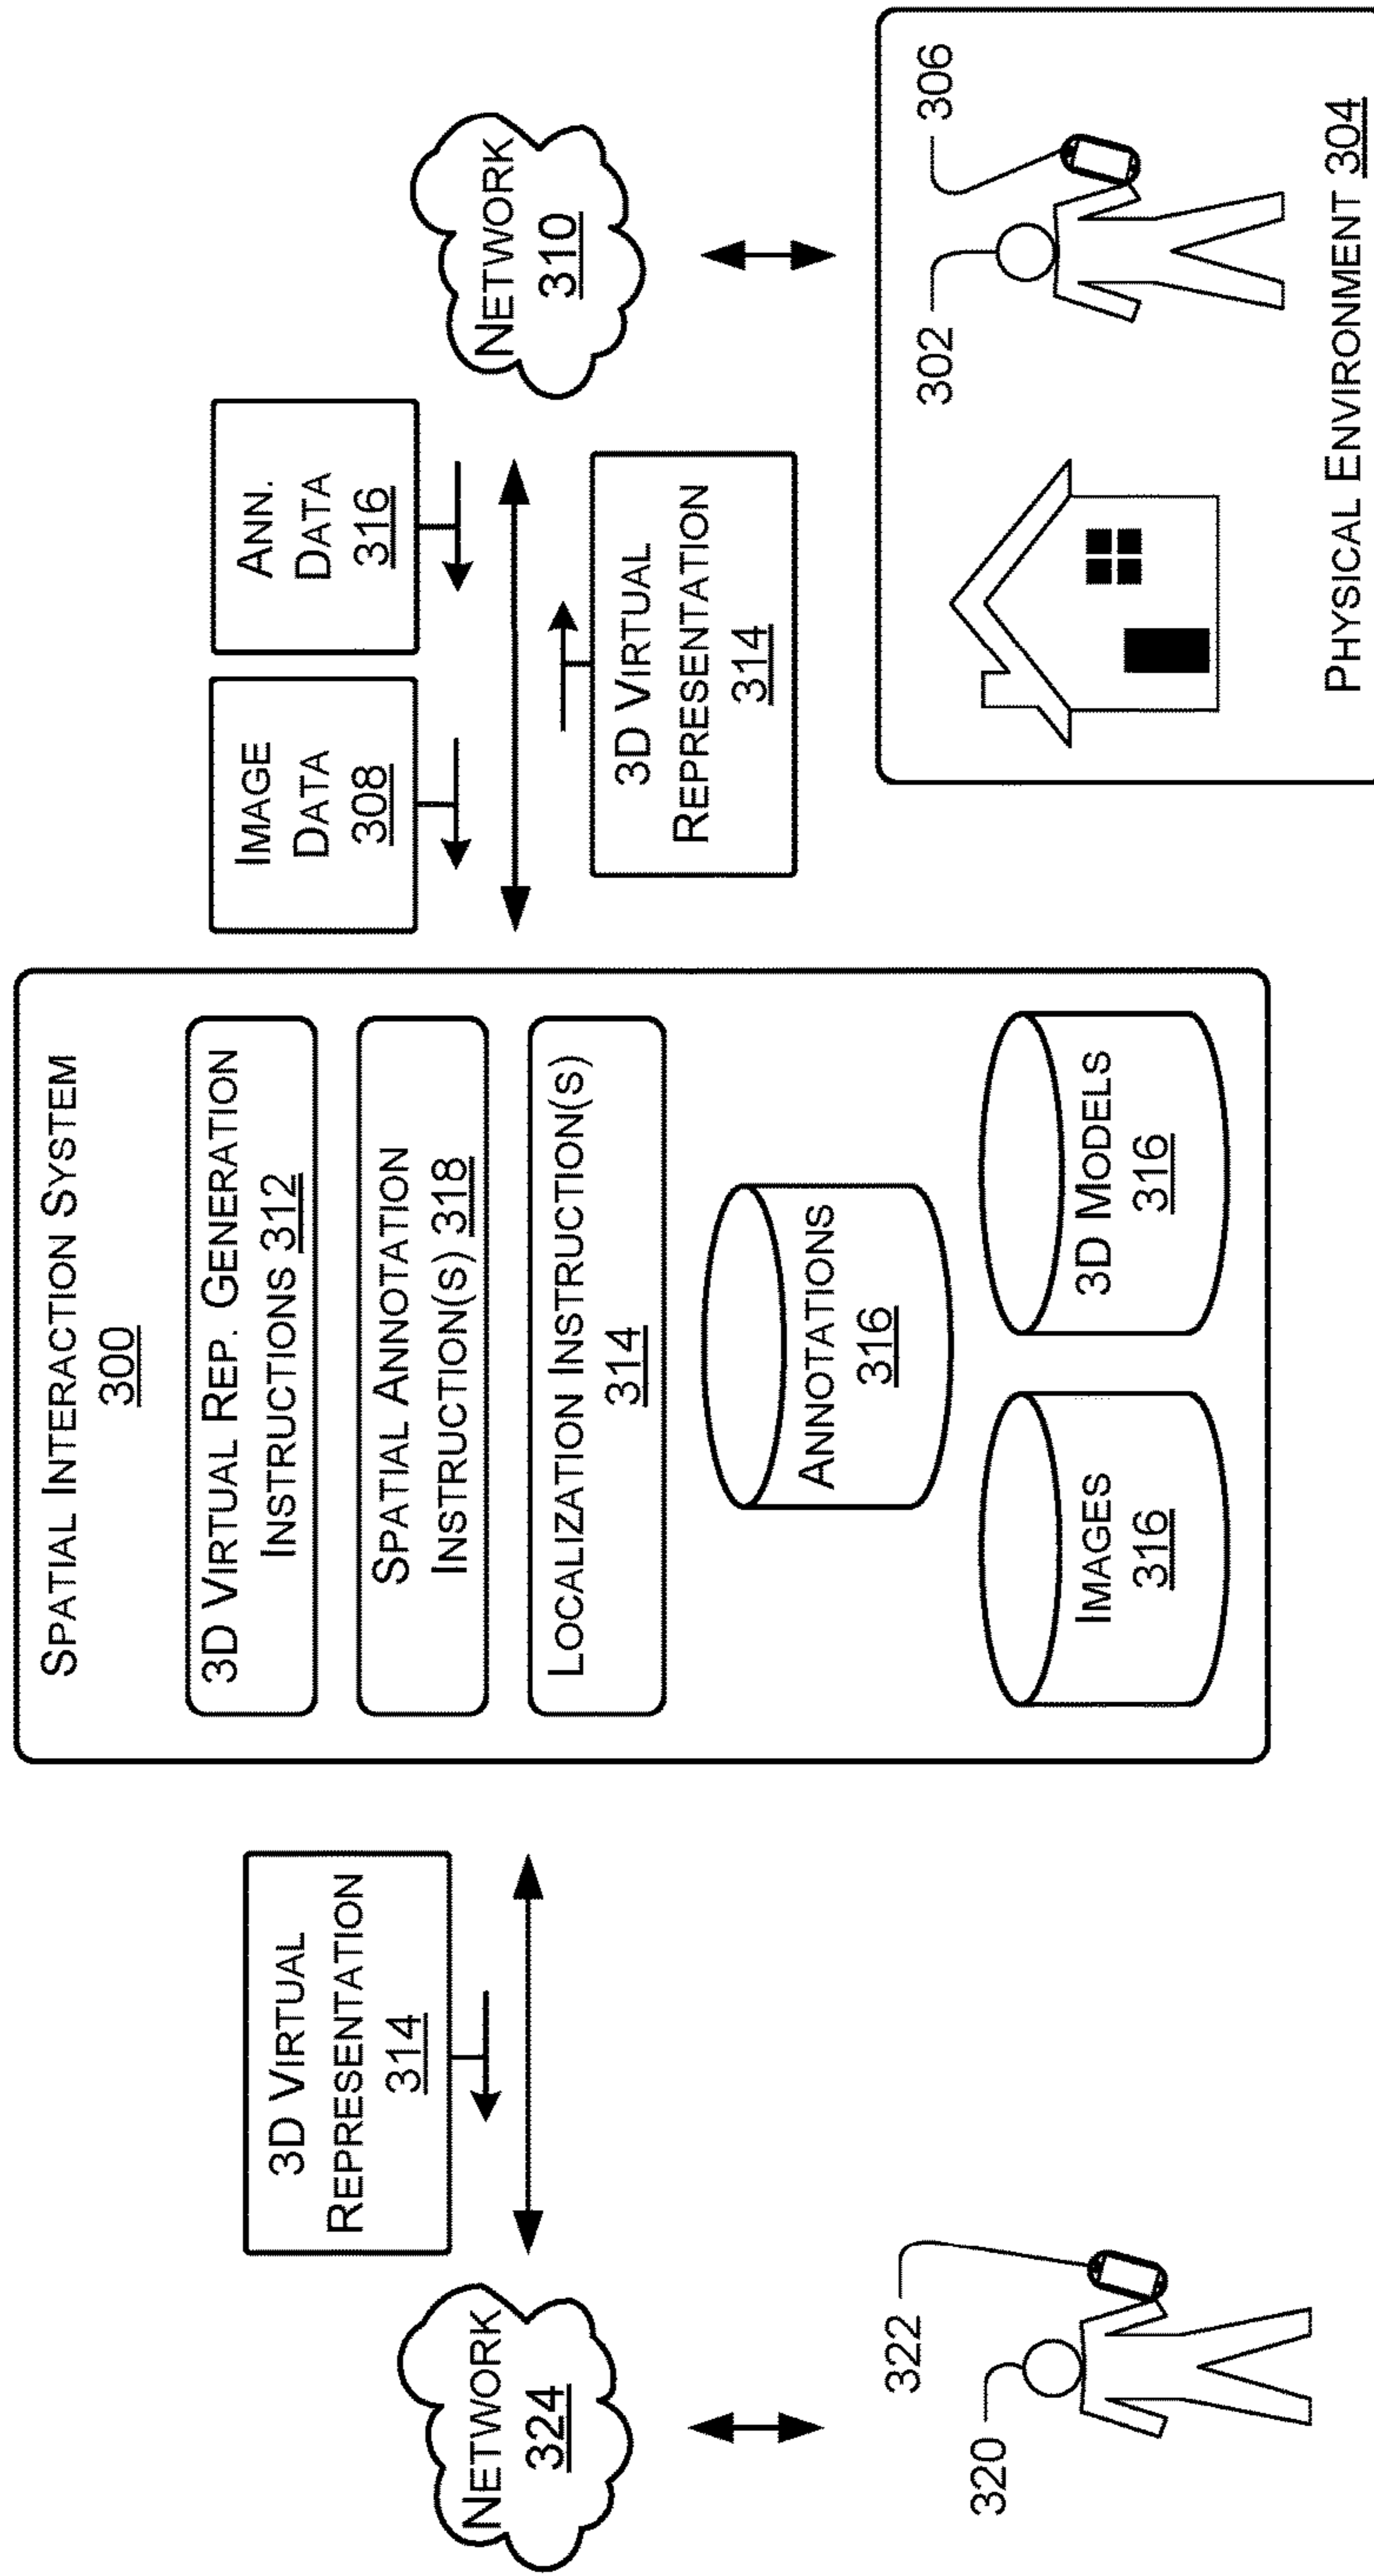 3D VIRTUAL
REPRESENTATION
314
NETWORK
324
322
320
SPATIAL INTERACTION SYSTEM
300
3D VIRTUAL REP. GENERATION
INSTRUCTIONS 312
SPATIAL ANNOTATION
INSTRUCTION(S) 318
LOCALIZATION INSTRUCTION(S)
314
ANNOTATIONS
316
IMAGES
316
3D MODELS
316
IMAGE
DATA
308
ANN.
DATA
316
3D VIRTUAL
REPRESENTATION
314
NETWORK
310
302
306
PHYSICAL ENVIRONMENT 304